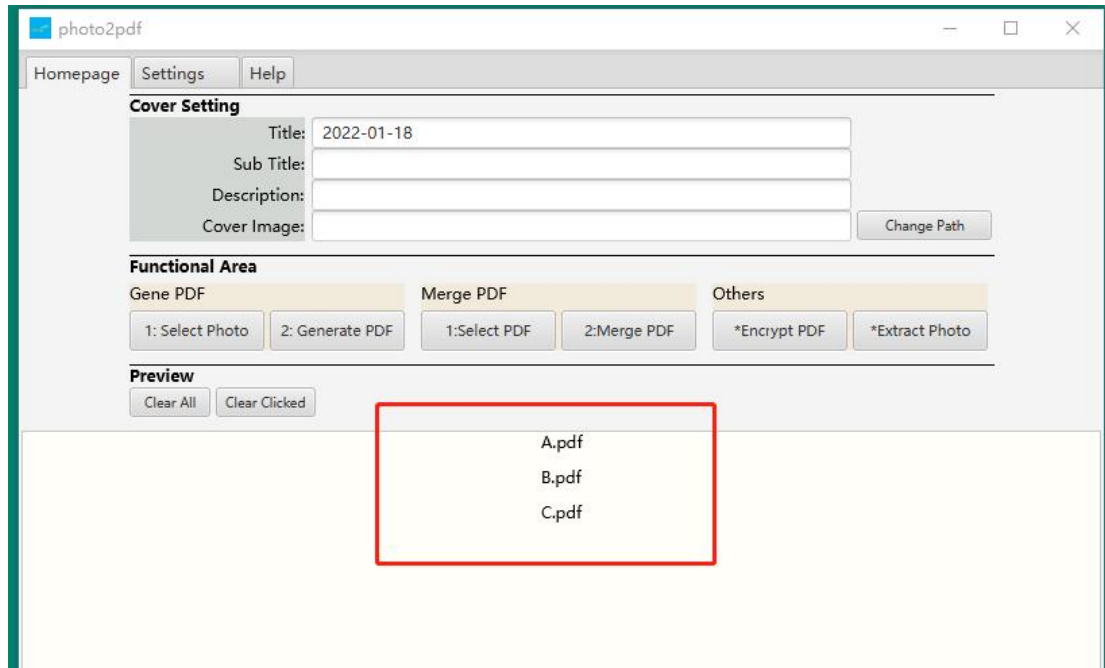 photo2pdf
Homepage Settings Help
Cover Setting
Title: 2022-01-18
Sub Title:
Description:
Cover Image: Change Path
Functional Area
Gene PDF Merge PDF Others
1: Select Photo 2: Generate PDF 1:Select PDF 2:Merge PDF *Encrypt PDF *Extract Photo
Preview
Clear All Clear Clicked
A.pdf
B.pdf
C.pdf